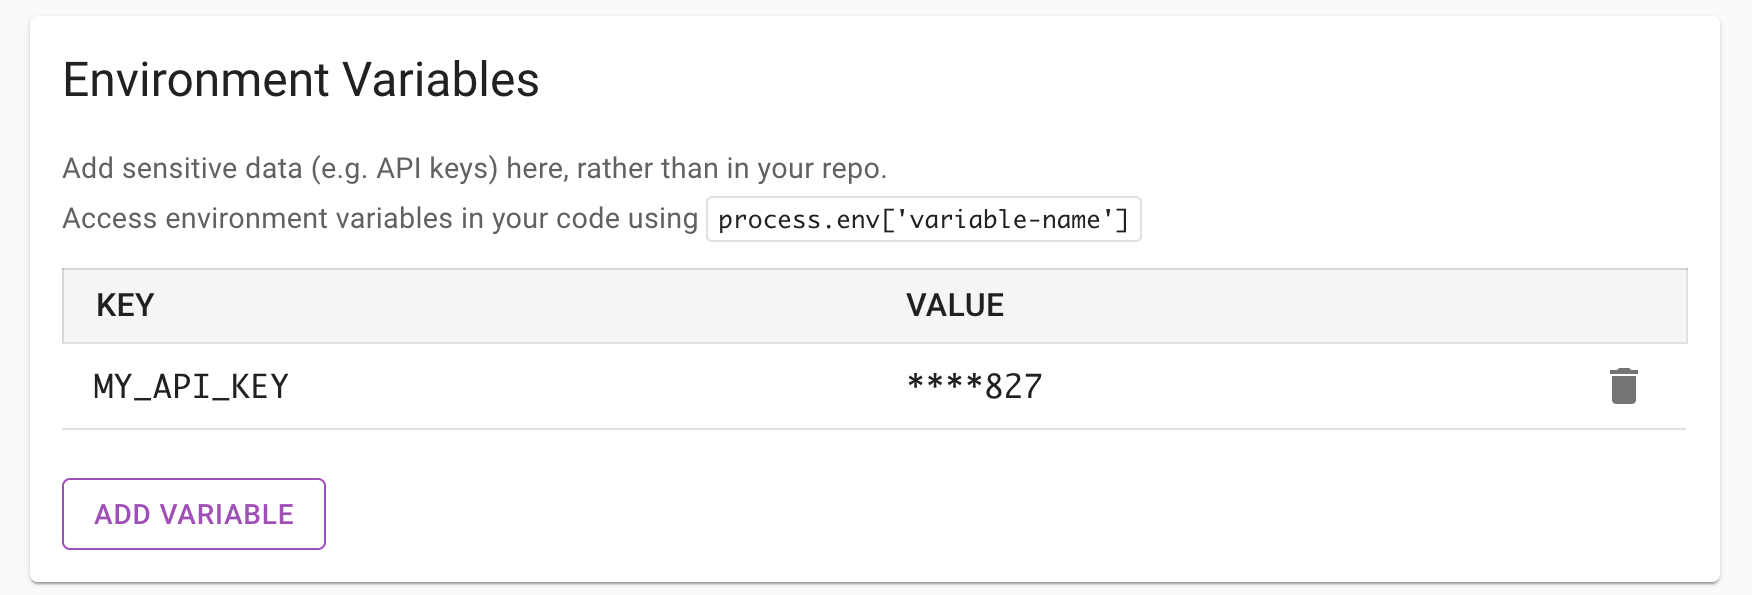 Environment Variables
Add sensitive data (e.g. API keys) here, rather than in your repo.
Access environment variables in your code using process.env['variable-name']
KEY VALUE
MY_API_KEY ****827
ADD VARIABLE